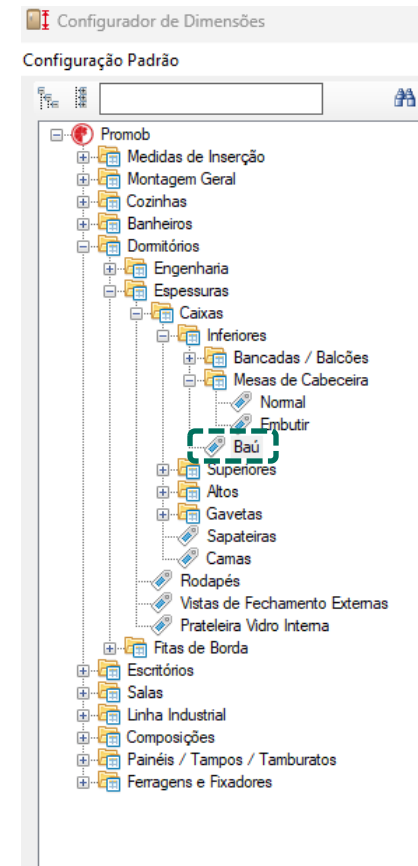 Configurador de Dimensões
Configuração Padrão
Promob
Medidas de Inserção
Montagem Geral
Cozinhas
Banheiros
Dormitórios
Engenharia
Espessuras
Caixas
Inferiores
Bancadas / Balcões
Mesas de Cabeceira
Normal
Embutir
Baú
Superiores
Altos
Gavetas
Sapateiras
Camas
Rodapés
Vistas de Fechamento Externas
Prateleira Vidro Interna
Fitas de Borda
Escritórios
Salas
Linha Industrial
Composições
Painéis / Tampos / Tamburatos
Ferragens e Fixadores